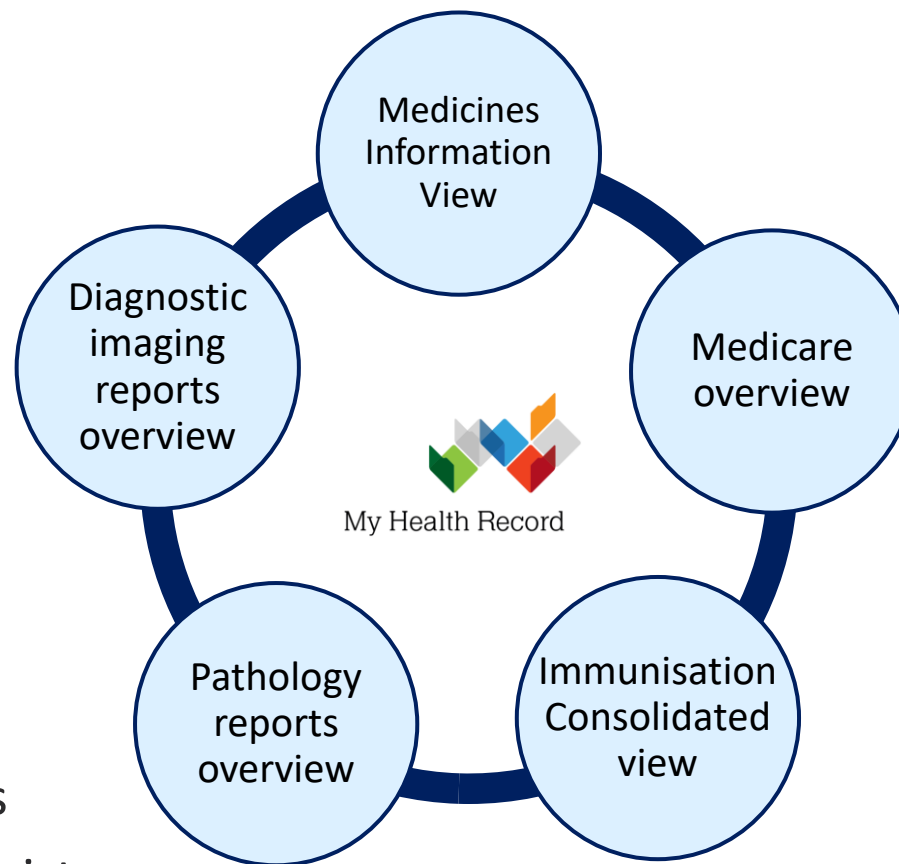 Medicines
Information
View
Medicare
overview
Immunisation
Consolidated
view
Pathology
reports
overview
Diagnostic
imaging
reports
overview
My Health Record